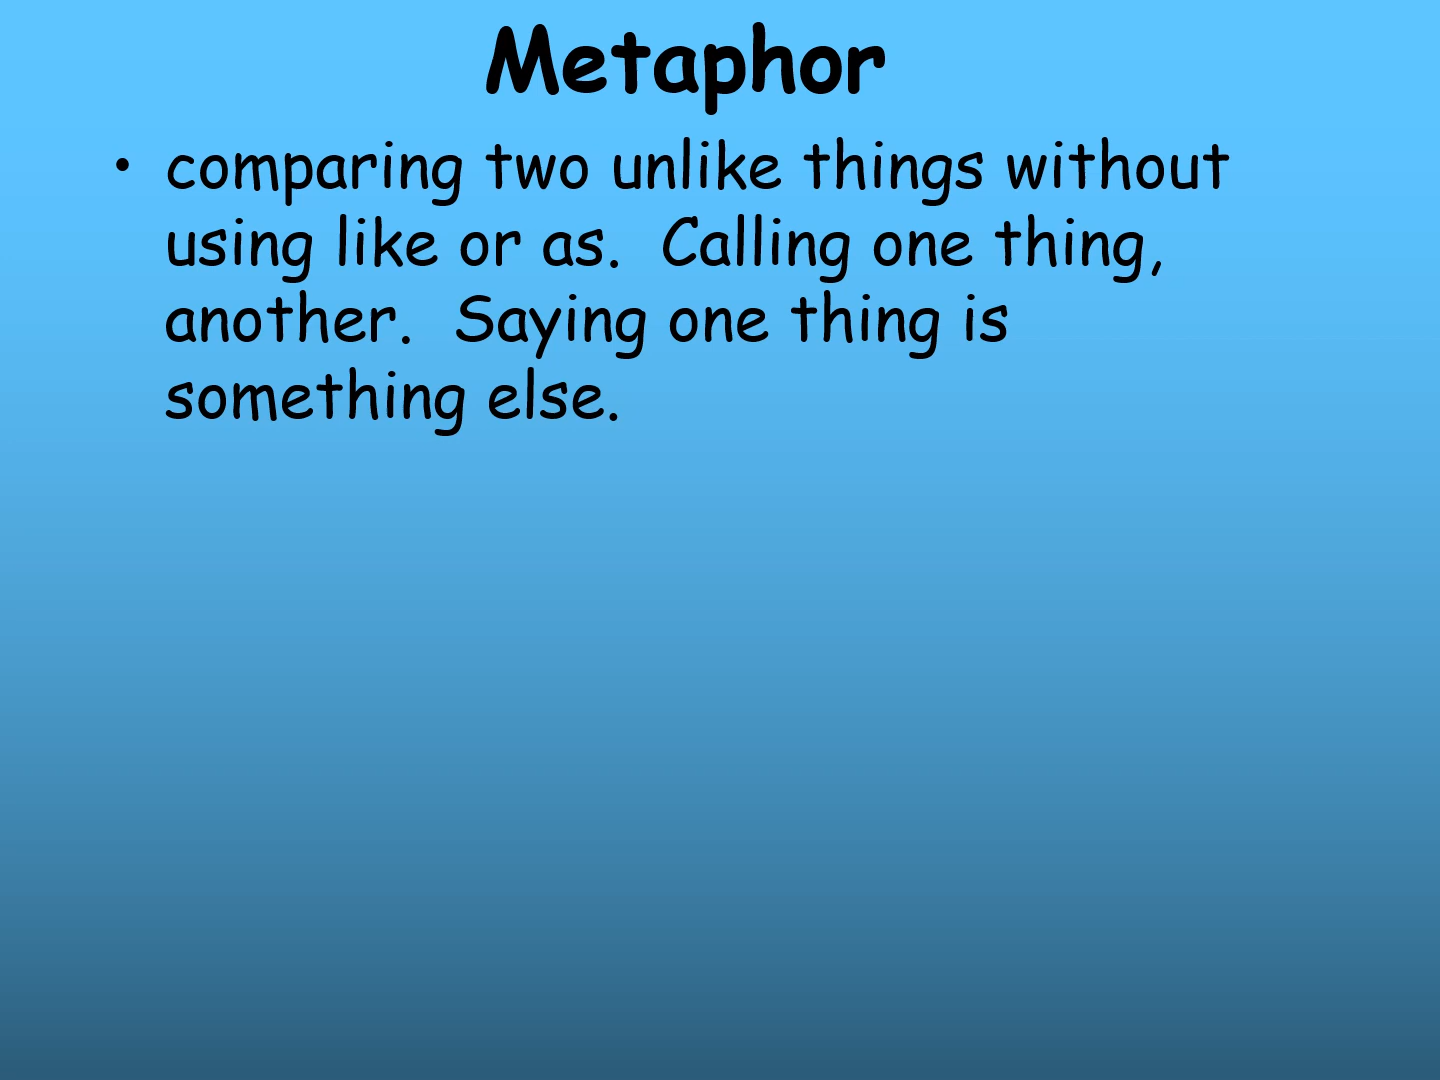 Metaphor
• comparing two unlike things without
using like or as.  Calling one thing,
another.  Saying one thing is
something else.